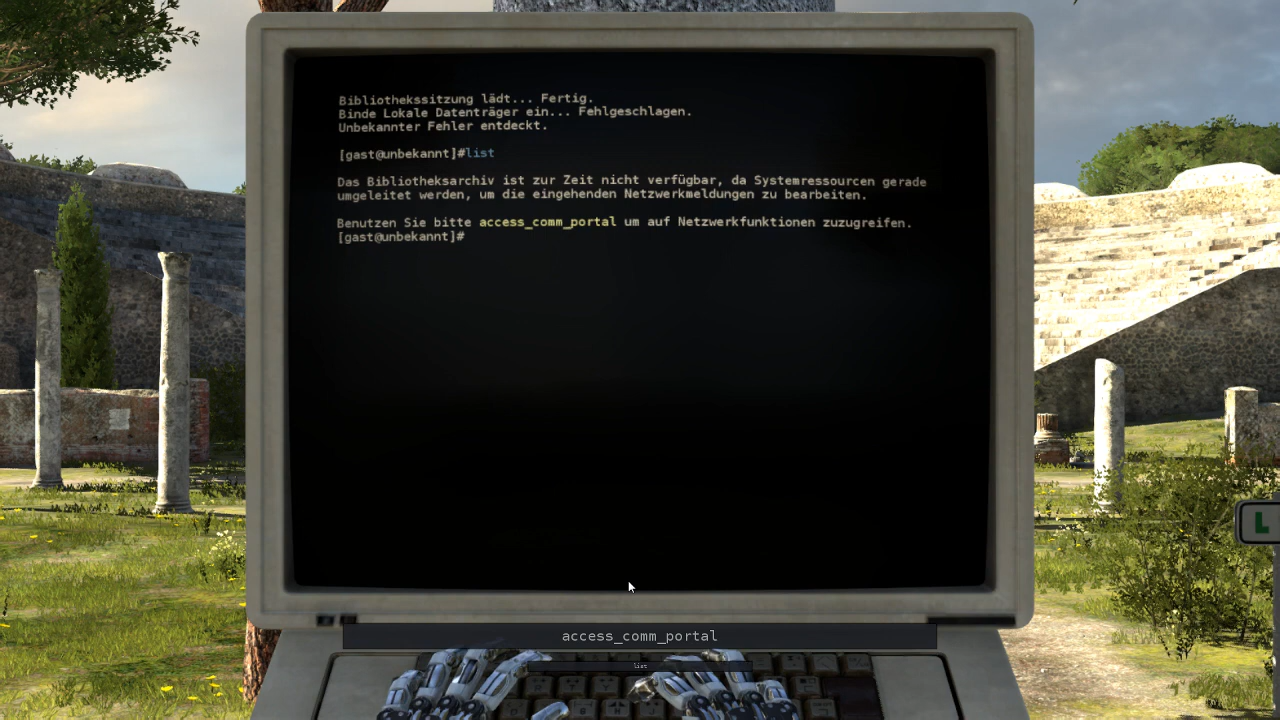 Bibliothekssitzung lädt... Fertig.
Binde Lokale Datenträger ein... Fehlgeschlagen.
Unbekannter Fehler entdeckt.
[gast@unbekannt]#list
Das Bibliotheksarchiv ist zur Zeit nicht verfügbar, da Systemressourcen gerade
umgeleitet werden, um die eingehenden Netzwerkmeldungen zu bearbeiten.
Benutzen Sie bitte access_comm_portal um auf Netzwerkfunktionen zuzugreifen.
[gast@unbekannt]#
L
access_comm_portal
list